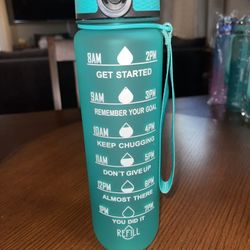 8AM 2PM
GET STARTED
9AM 3PM
REMEMBER YOUR GOAL
10AM 4PM
KEEP CHUGGING
11AM 5PM
DON'T GIVE UP
12PM 6PM
ALMOST THERE
1PM 7PM
YOU DID IT
REFILL